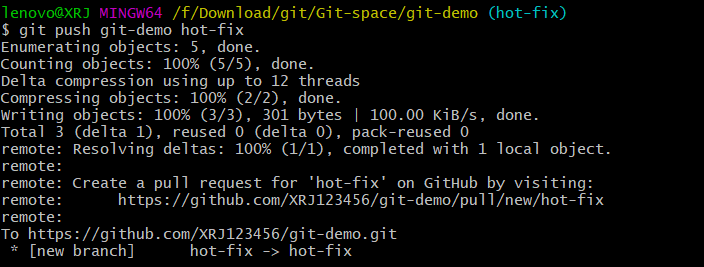 lenovo@XRJ MINGW64 /f/Download/git/Git-space/git-demo (hot-fix)
$ git push git-demo hot-fix
Enumerating objects: 5, done.
Counting objects: 100% (5/5), done.
Delta compression using up to 12 threads
Compressing objects: 100% (2/2), done.
Writing objects: 100% (3/3), 301 bytes | 100.00 KiB/s, done.
Total 3 (delta 1), reused 0 (delta 0), pack-reused 0
remote: Resolving deltas: 100% (1/1), completed with 1 local object.
remote:
remote: Create a pull request for 'hot-fix' on GitHub by visiting:
remote:      https://github.com/XRJ123456/git-demo/pull/new/hot-fix
remote:
To https://github.com/XRJ123456/git-demo.git
 * [new branch]      hot-fix -> hot-fix